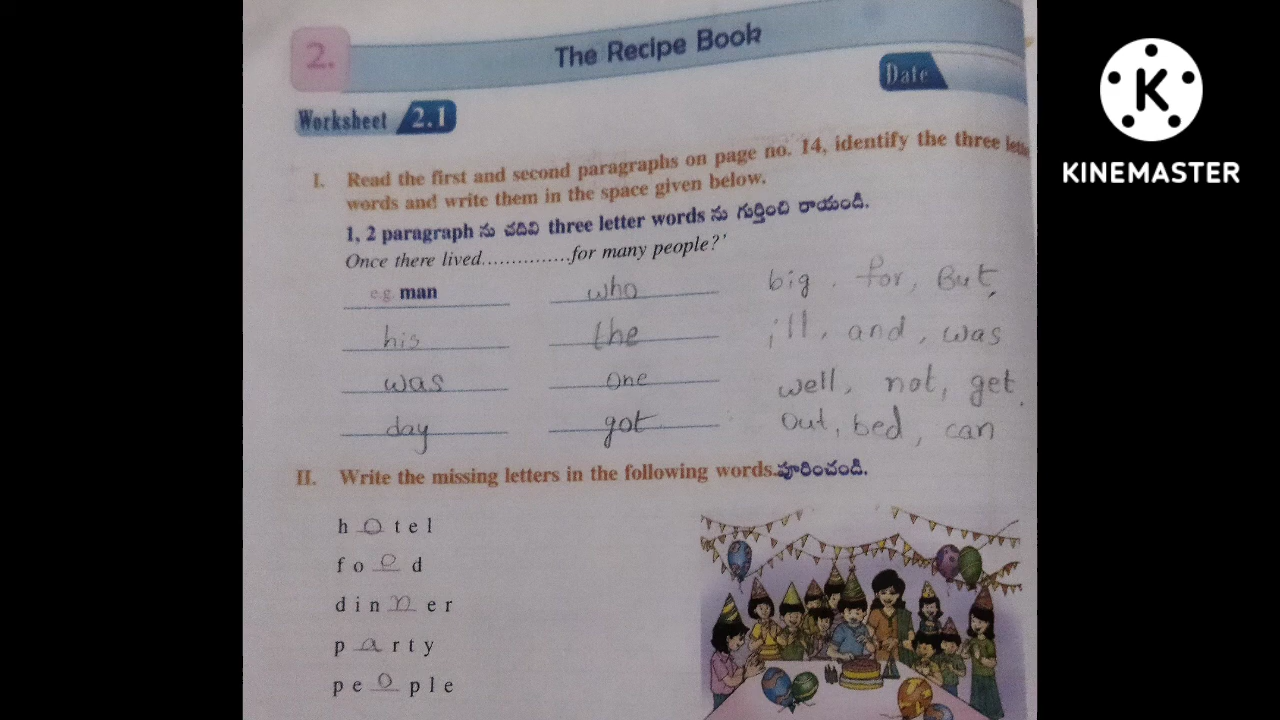 2.
The Recipe Book
Date
Worksheet 2.1
I. Read the first and second paragraphs on page no. 14, identify the three
words and write them in the space given below.
1, 2 paragraph ను చదివి three letter words ను గుర్తించి రాయండి.
Once there lived...............for many people?'
e.g. man who big, for, But,
his the ill, and, was
was one well, not, get.
day got out, bed, can
II. Write the missing letters in the following words.పూరించండి.
h o t e l
f o o d
d i n n e r
p a r t y
p e o p l e
K
KINEMASTER